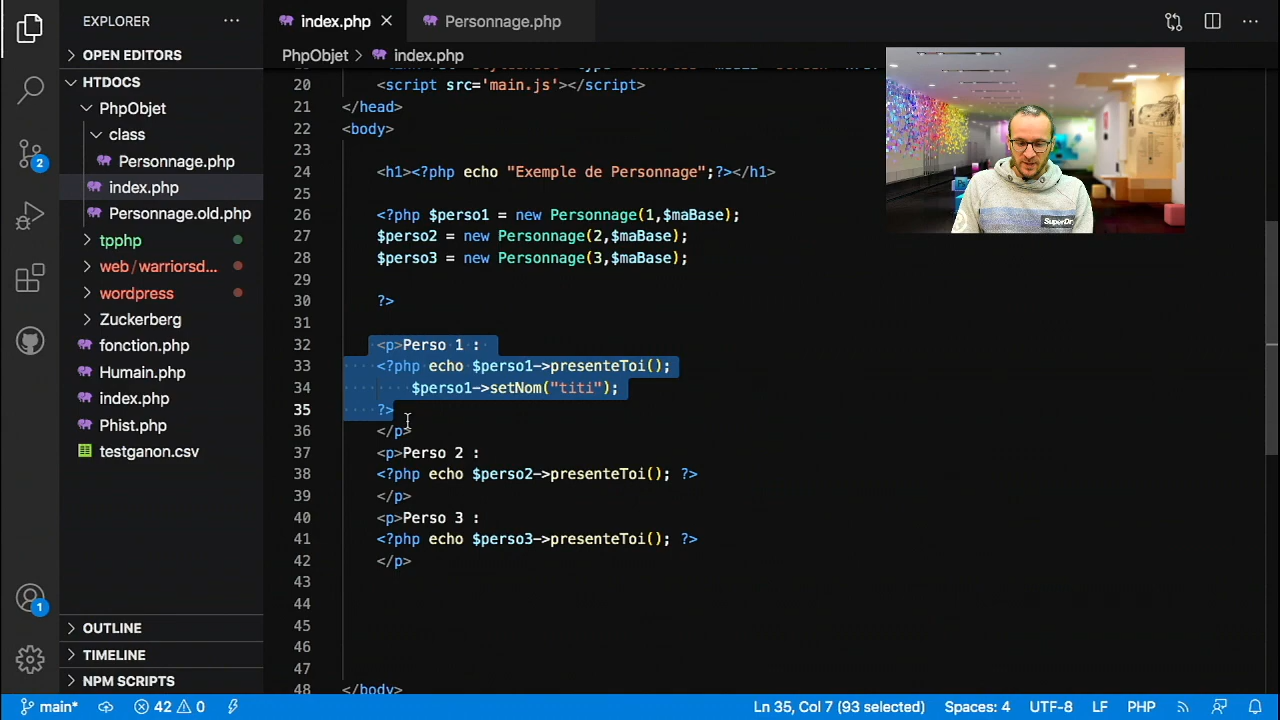 EXPLORER
index.php
Personnage.php
OPEN EDITORS
PhpObjet > index.php
HTDOCS
PhpObjet
class
Personnage.php
index.php
Personnage.old.php
tpphp
web / warriorsd...
wordpress
Zuckerberg
fonction.php
Humain.php
index.php
Phist.php
testganon.csv
OUTLINE
TIMELINE
NPM SCRIPTS
2
1
20 <script src='main.js'></script>
21 </head>
22 <body>
23
24 <h1><?php echo "Exemple de Personnage";?></h1>
25
26 <?php $perso1 = new Personnage(1,$maBase);
27 $perso2 = new Personnage(2,$maBase);
28 $perso3 = new Personnage(3,$maBase);
29
30 ?>
31
32 <p>Perso 1 :
33 <?php echo $perso1->presenteToi();
34 $perso1->setNom("titi");
35 ?>
36 </p>
37 <p>Perso 2 :
38 <?php echo $perso2->presenteToi(); ?>
39 </p>
40 <p>Perso 3 :
41 <?php echo $perso3->presenteToi(); ?>
42 </p>
43
44
45
46
47
48 </body>
SUPERDRY
main* 42 0 Ln 35, Col 7 (93 selected) Spaces: 4 UTF-8 LF PHP